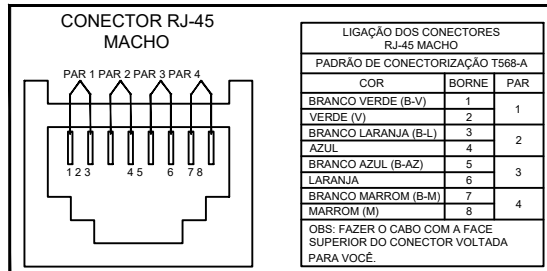 CONECTOR RJ-45
MACHO
PAR 1 PAR 2 PAR 3 PAR 4
1 2 3 4 5 6 7 8
LIGAÇÃO DOS CONECTORES
RJ-45 MACHO
PADRÃO DE CONECTORIZAÇÃO T568-A
COR BORNE PAR
BRANCO VERDE (B-V) 1
1
VERDE (V) 2
BRANCO LARANJA (B-L) 3
2
AZUL 4
BRANCO AZUL (B-AZ) 5
3
LARANJA 6
BRANCO MARROM (B-M) 7
4
MARROM (M) 8
OBS: FAZER O CABO COM A FACE
SUPERIOR DO CONECTOR VOLTADA
PARA VOCÊ.